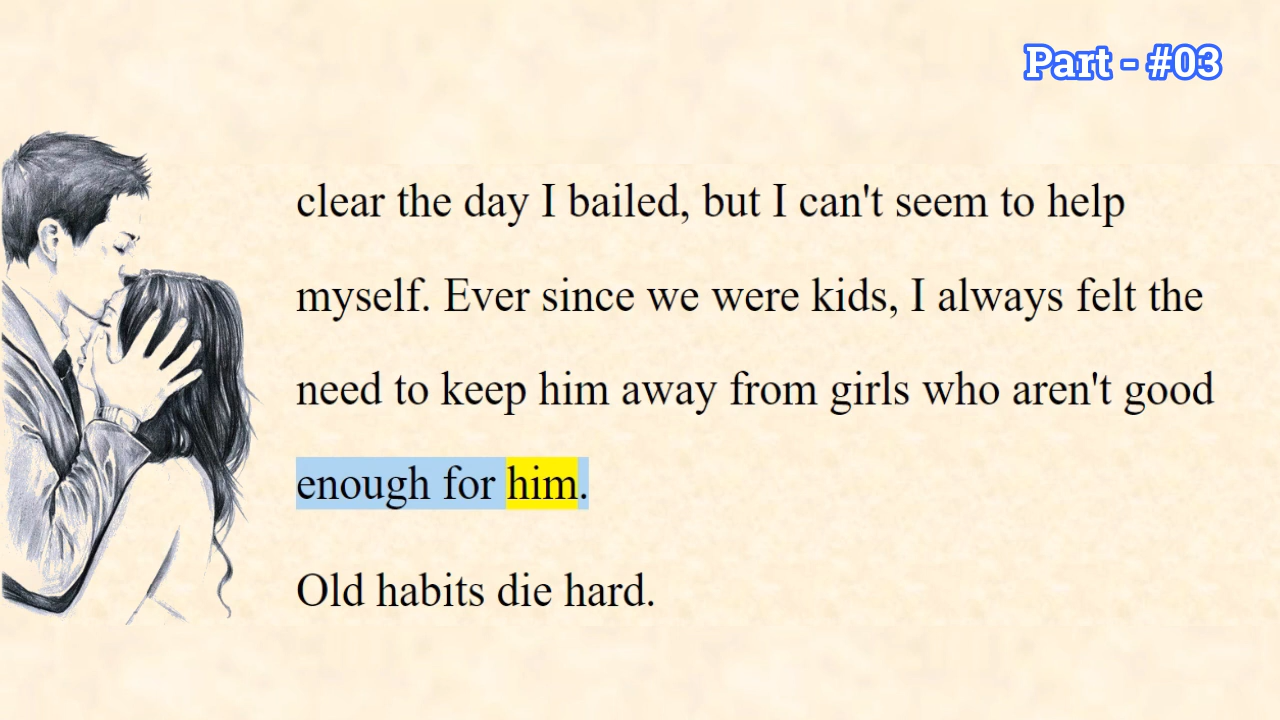 Part - #03
clear the day I bailed, but I can't seem to help
myself. Ever since we were kids, I always felt the
need to keep him away from girls who aren't good
enough for him.
Old habits die hard.